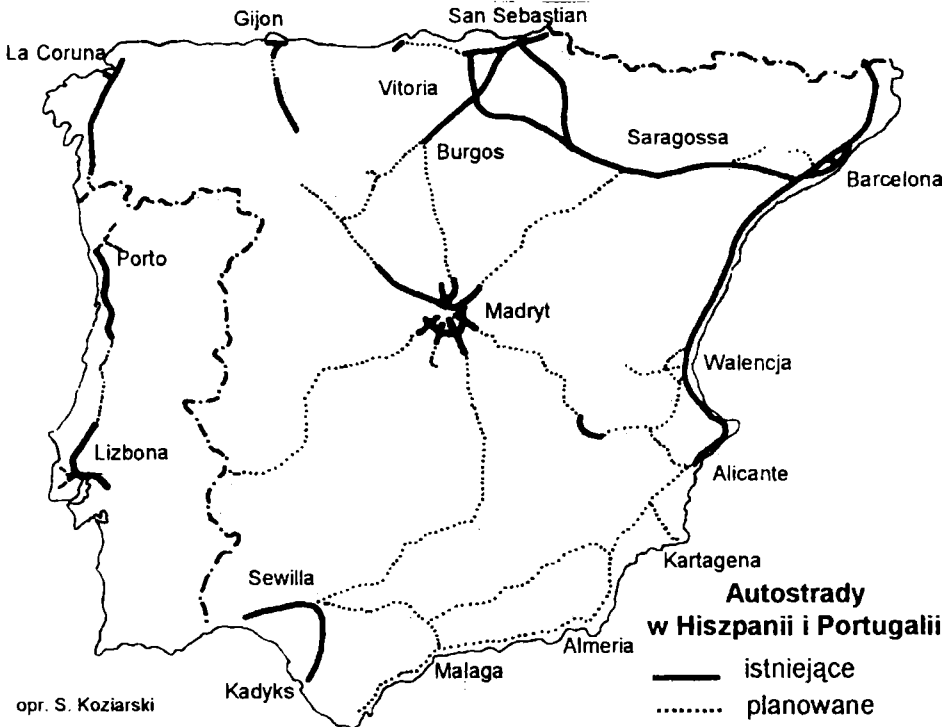 San Sebastian
Gijon
La Coruna
Vitoria
Burgos
Saragossa
Barcelona
Porto
Madryt
Walencja
Lizbona
Alicante
Kartagena
Sewilla
Almeria
Malaga
Kadyks
Autostrady
w Hiszpanii i Portugalii
istniejące
planowane
opr. S. Koziarski